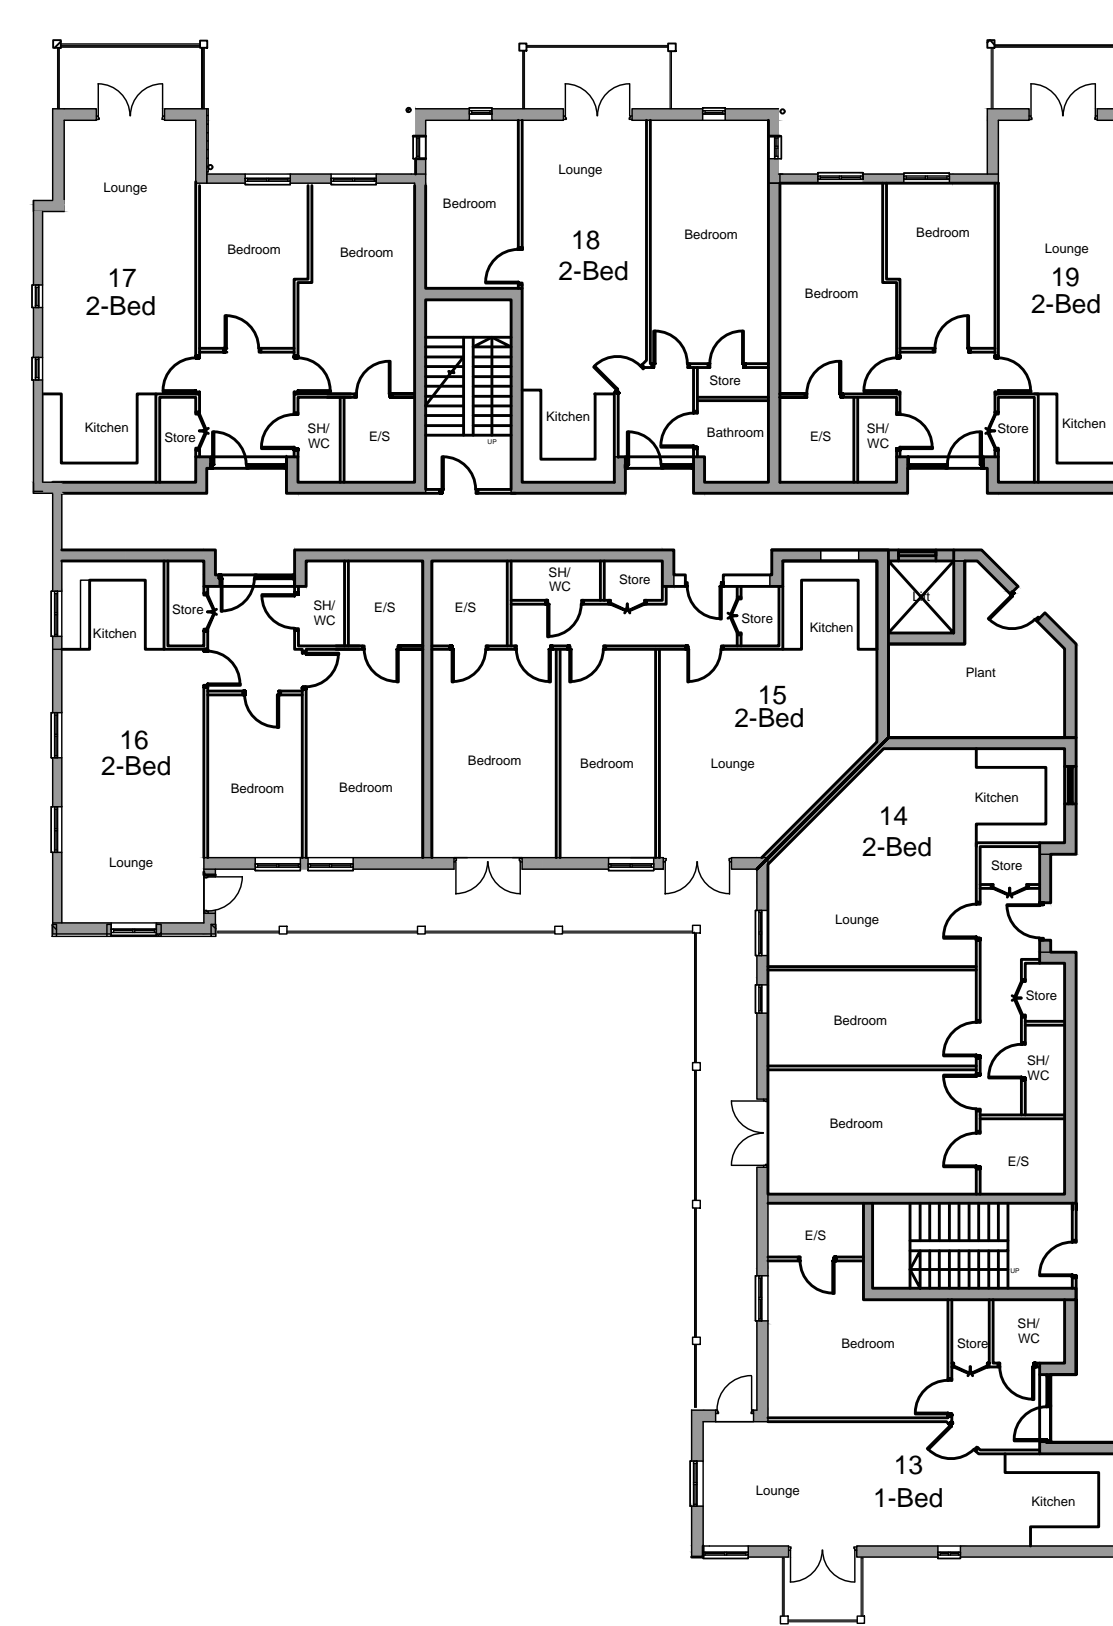 Lounge
17
2-Bed
Bedroom
Bedroom
Kitchen
Store
SH/
WC
E/S
Bedroom
Lounge
18
2-Bed
Bedroom
Kitchen
Store
Bathroom
UP
Bedroom
Bedroom
Lounge
19
2-Bed
E/S
SH/
WC
Store
Kitchen
Kitchen
Store
SH/
WC
E/S
16
2-Bed
Bedroom
Bedroom
Lounge
E/S
SH/
WC
Store
Store
Kitchen
15
2-Bed
Bedroom
Bedroom
Lounge
Lift
Plant
Kitchen
14
2-Bed
Store
Lounge
Store
Bedroom
SH/
WC
Bedroom
E/S
E/S
UP
Bedroom
Store
SH/
WC
13
1-Bed
Lounge
Kitchen